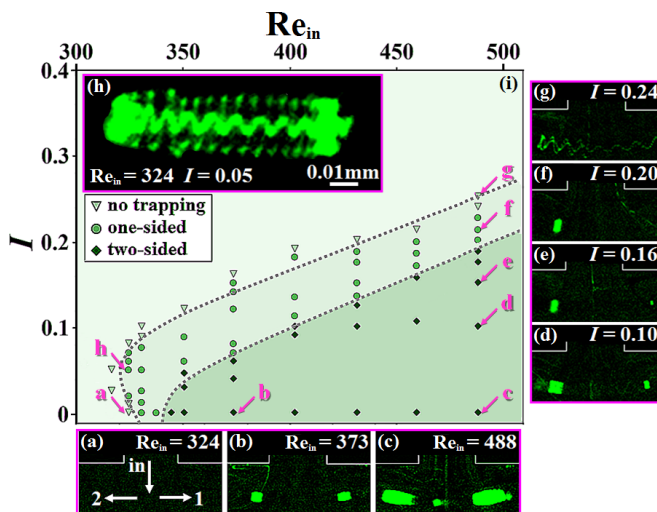 Re_in
300 350 400 450 500
0.4
0.3
0.2
0.1
0
I
(h)
Re_in = 324 I = 0.05
0.01mm
(i)
no trapping
one-sided
two-sided
g
f
e
d
h
a
b
c
(g) I = 0.24
(f) I = 0.20
(e) I = 0.16
(d) I = 0.10
(a) Re_in = 324
in
2 1
(b) Re_in = 373
(c) Re_in = 488